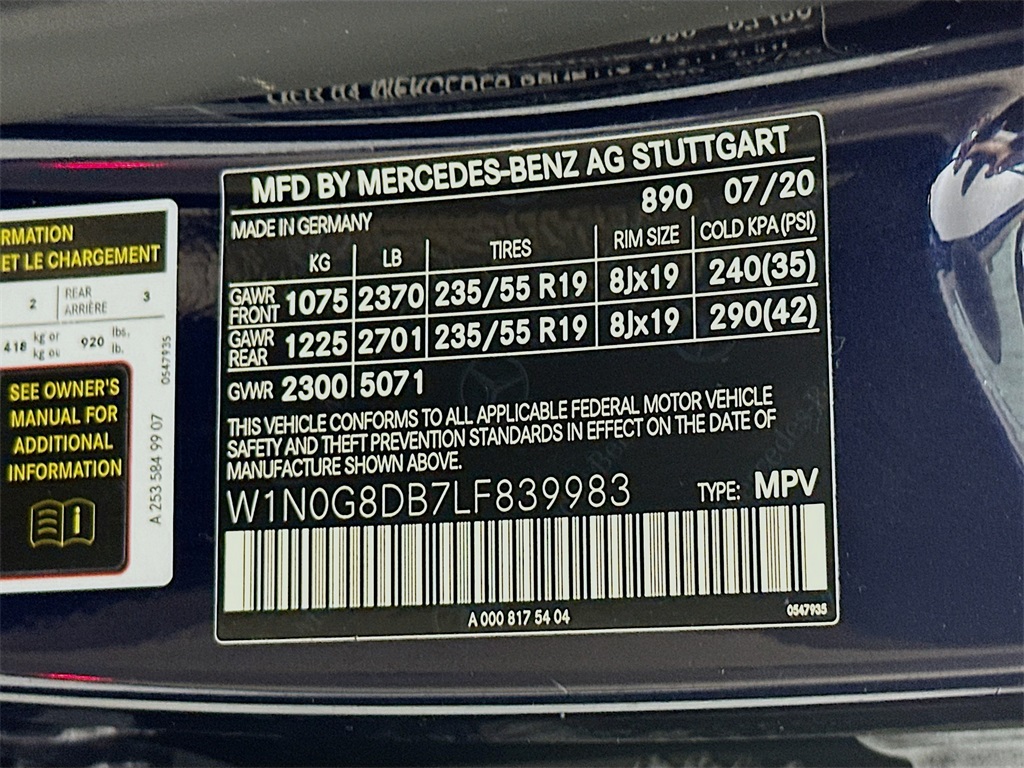 MFD BY MERCEDES-BENZ AG STUTTGART
MADE IN GERMANY 890 07/20
KG LB TIRES RIM SIZE COLD KPA (PSI)
GAWR FRONT 1075 2370 235/55 R19 8Jx19 240(35)
GAWR REAR 1225 2701 235/55 R19 8Jx19 290(42)
GVWR 2300 5071
THIS VEHICLE CONFORMS TO ALL APPLICABLE FEDERAL MOTOR VEHICLE
SAFETY AND THEFT PREVENTION STANDARDS IN EFFECT ON THE DATE OF
MANUFACTURE SHOWN ABOVE.
W1N0G8DB7LF839983 TYPE: MPV
A 000 817 54 04 0547935
RMATION
ET LE CHARGEMENT
2 REAR ARRIÈRE 3
418 kg or kg ou 920 lbs. lb.
SEE OWNER'S
MANUAL FOR
ADDITIONAL
INFORMATION
A 253 584 99 07 0547935